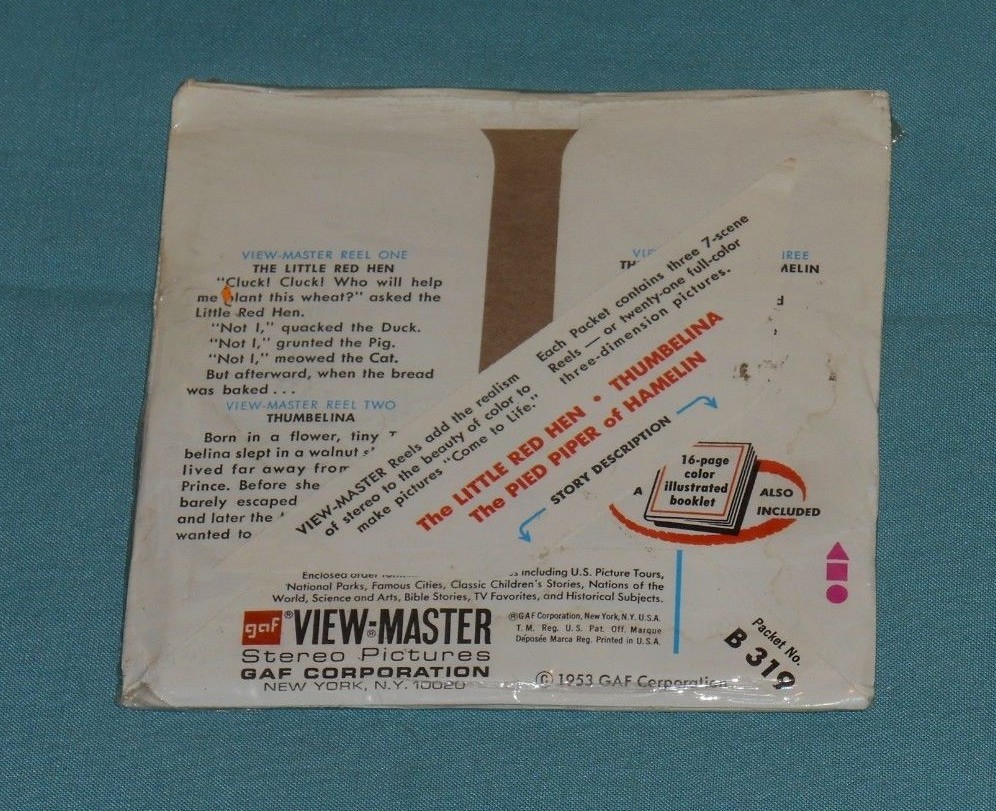 VIEW-MASTER REEL ONE
THE LITTLE RED HEN
"Cluck! Cluck! Who will help
me lant this wheat?" asked the
Little Red Hen.
"Not I," quacked the Duck.
"Not I," grunted the Pig.
"Not I," meowed the Cat.
But afterward, when the bread
was baked . . .
VIEW-MASTER REEL TWO
THUMBELINA
Born in a flower, tiny T
belina slept in a walnut s
lived far away from
Prince. Before she
barely escaped
and later the
wanted to
VIE
TH
REE
MELIN
d
VIEW-MASTER Reels add the realism
of stereo to the beauty of color to
make pictures "Come to Life."
Each Packet contains three 7-scene
Reels — or twenty-one full-color
three-dimension pictures.
The LITTLE RED HEN • THUMBELINA
The PIED PIPER of HAMELIN
STORY DESCRIPTION
A
16-page
color
illustrated
booklet
ALSO
INCLUDED
Enclosed order including U.S. Picture Tours,
National Parks, Famous Cities, Classic Children's Stories, Nations of the
World, Science and Arts, Bible Stories, TV Favorites, and Historical Subjects.
gaf ® VIEW-MASTER ®
Stereo Pictures
GAF CORPORATION
NEW YORK, N.Y. 10020
®GAF Corporation, New York, N.Y. U.S.A.
T. M. Reg. U. S. Pat. Off. Marque
Déposée Marca Reg. Printed in U.S.A.
© 1953 GAF Corporation
Packet No.
B 319